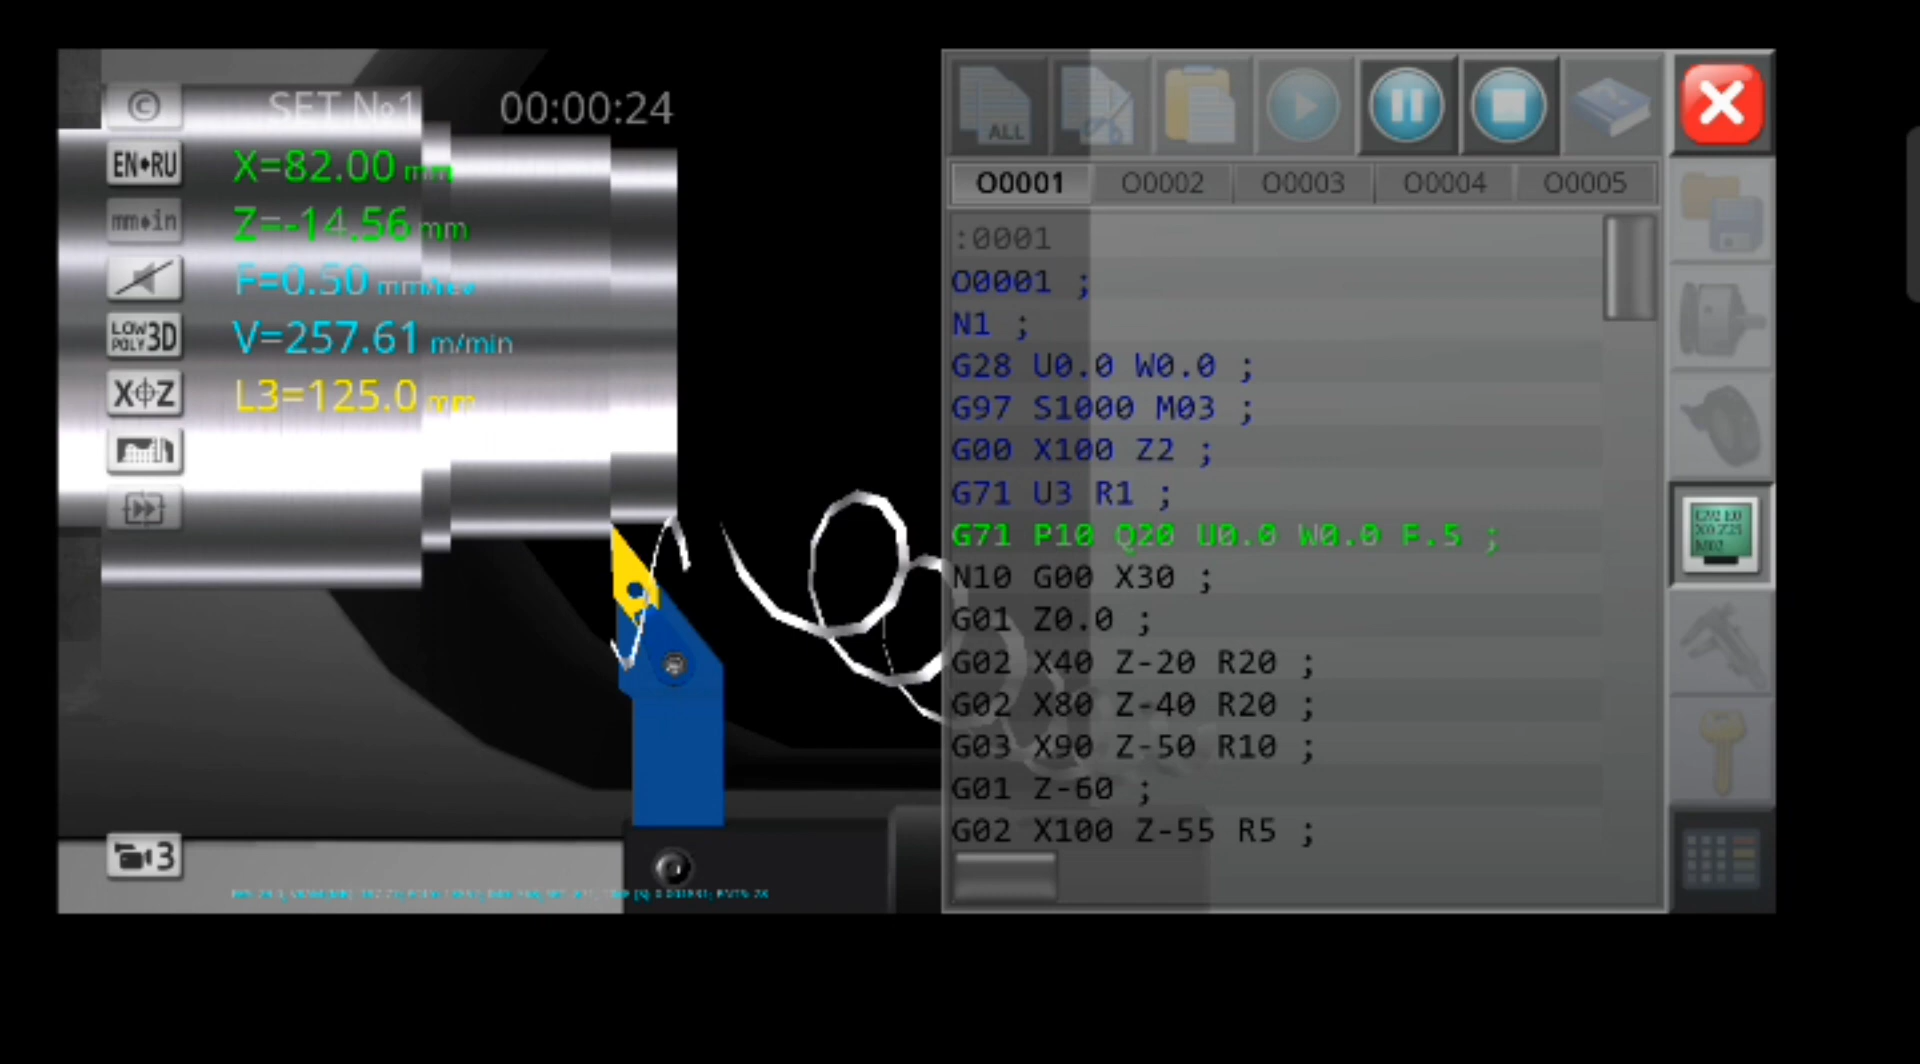 ©
SET №1
00:00:24
EN•RU
X=82.00 mm
mm•in
Z=-14.56 mm
F=0.50 mm/rev
LOW POLY 3D
V=257.61 m/min
X Z
L3=125.0 mm
3
ALL
?
O0001 O0002 O0003 O0004 O0005
:0001
O0001 ;
N1 ;
G28 U0.0 W0.0 ;
G97 S1000 M03 ;
G00 X100 Z2 ;
G71 U3 R1 ;
G71 P10 Q20 U0.0 W0.0 F.5 ;
N10 G00 X30 ;
G01 Z0.0 ;
G02 X40 Z-20 R20 ;
G02 X80 Z-40 R20 ;
G03 X90 Z-50 R10 ;
G01 Z-60 ;
G02 X100 Z-55 R5 ;